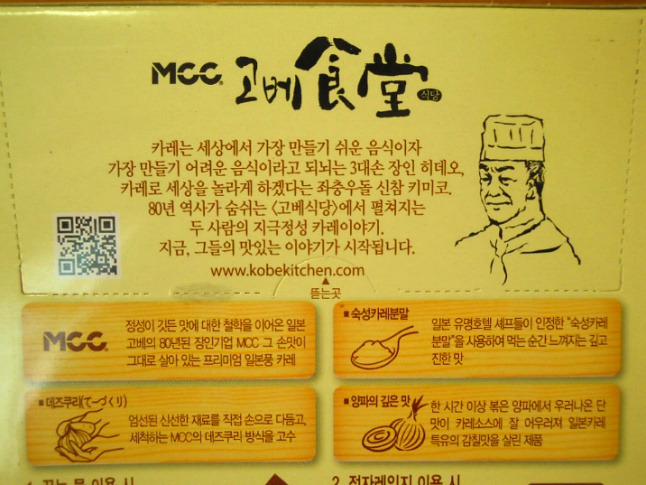 MCC 고베食堂
식당
카레는 세상에서 가장 만들기 쉬운 음식이자
가장 만들기 어려운 음식이라고 되뇌는 3대손 장인 히데오,
카레로 세상을 놀라게 하겠다는 좌충우돌 신참 키미코.
80년 역사가 숨쉬는 <고베식당>에서 펼쳐지는
두 사람의 지극정성 카레이야기.
지금, 그들의 맛있는 이야기가 시작됩니다.
www.kobekitchen.com
뜯는곳
MCC
정성이 깃든 맛에 대한 철학을 이어온 일본
고베의 80년된 장인기업 MCC 그 손맛이
그대로 살아 있는 프리미엄 일본풍 카레
숙성카레분말
일본 유명호텔 셰프들이 인정한 "숙성카레
분말"을 사용하여 먹는 순간 느껴지는 깊고
진한 맛
데즈쿠리(てづくり)
엄선된 신선한 재료를 직접 손으로 다듬고,
세척하는 MCC의 데즈쿠리 방식을 고수
양파의 깊은 맛
한 시간 이상 볶은 양파에서 우러나온 단
맛이 카레소스에 잘 어우러져 일본카레
특유의 감칠맛을 살린 제품
1. 끓는 물 이용 시
2. 전자레인지 이용 시